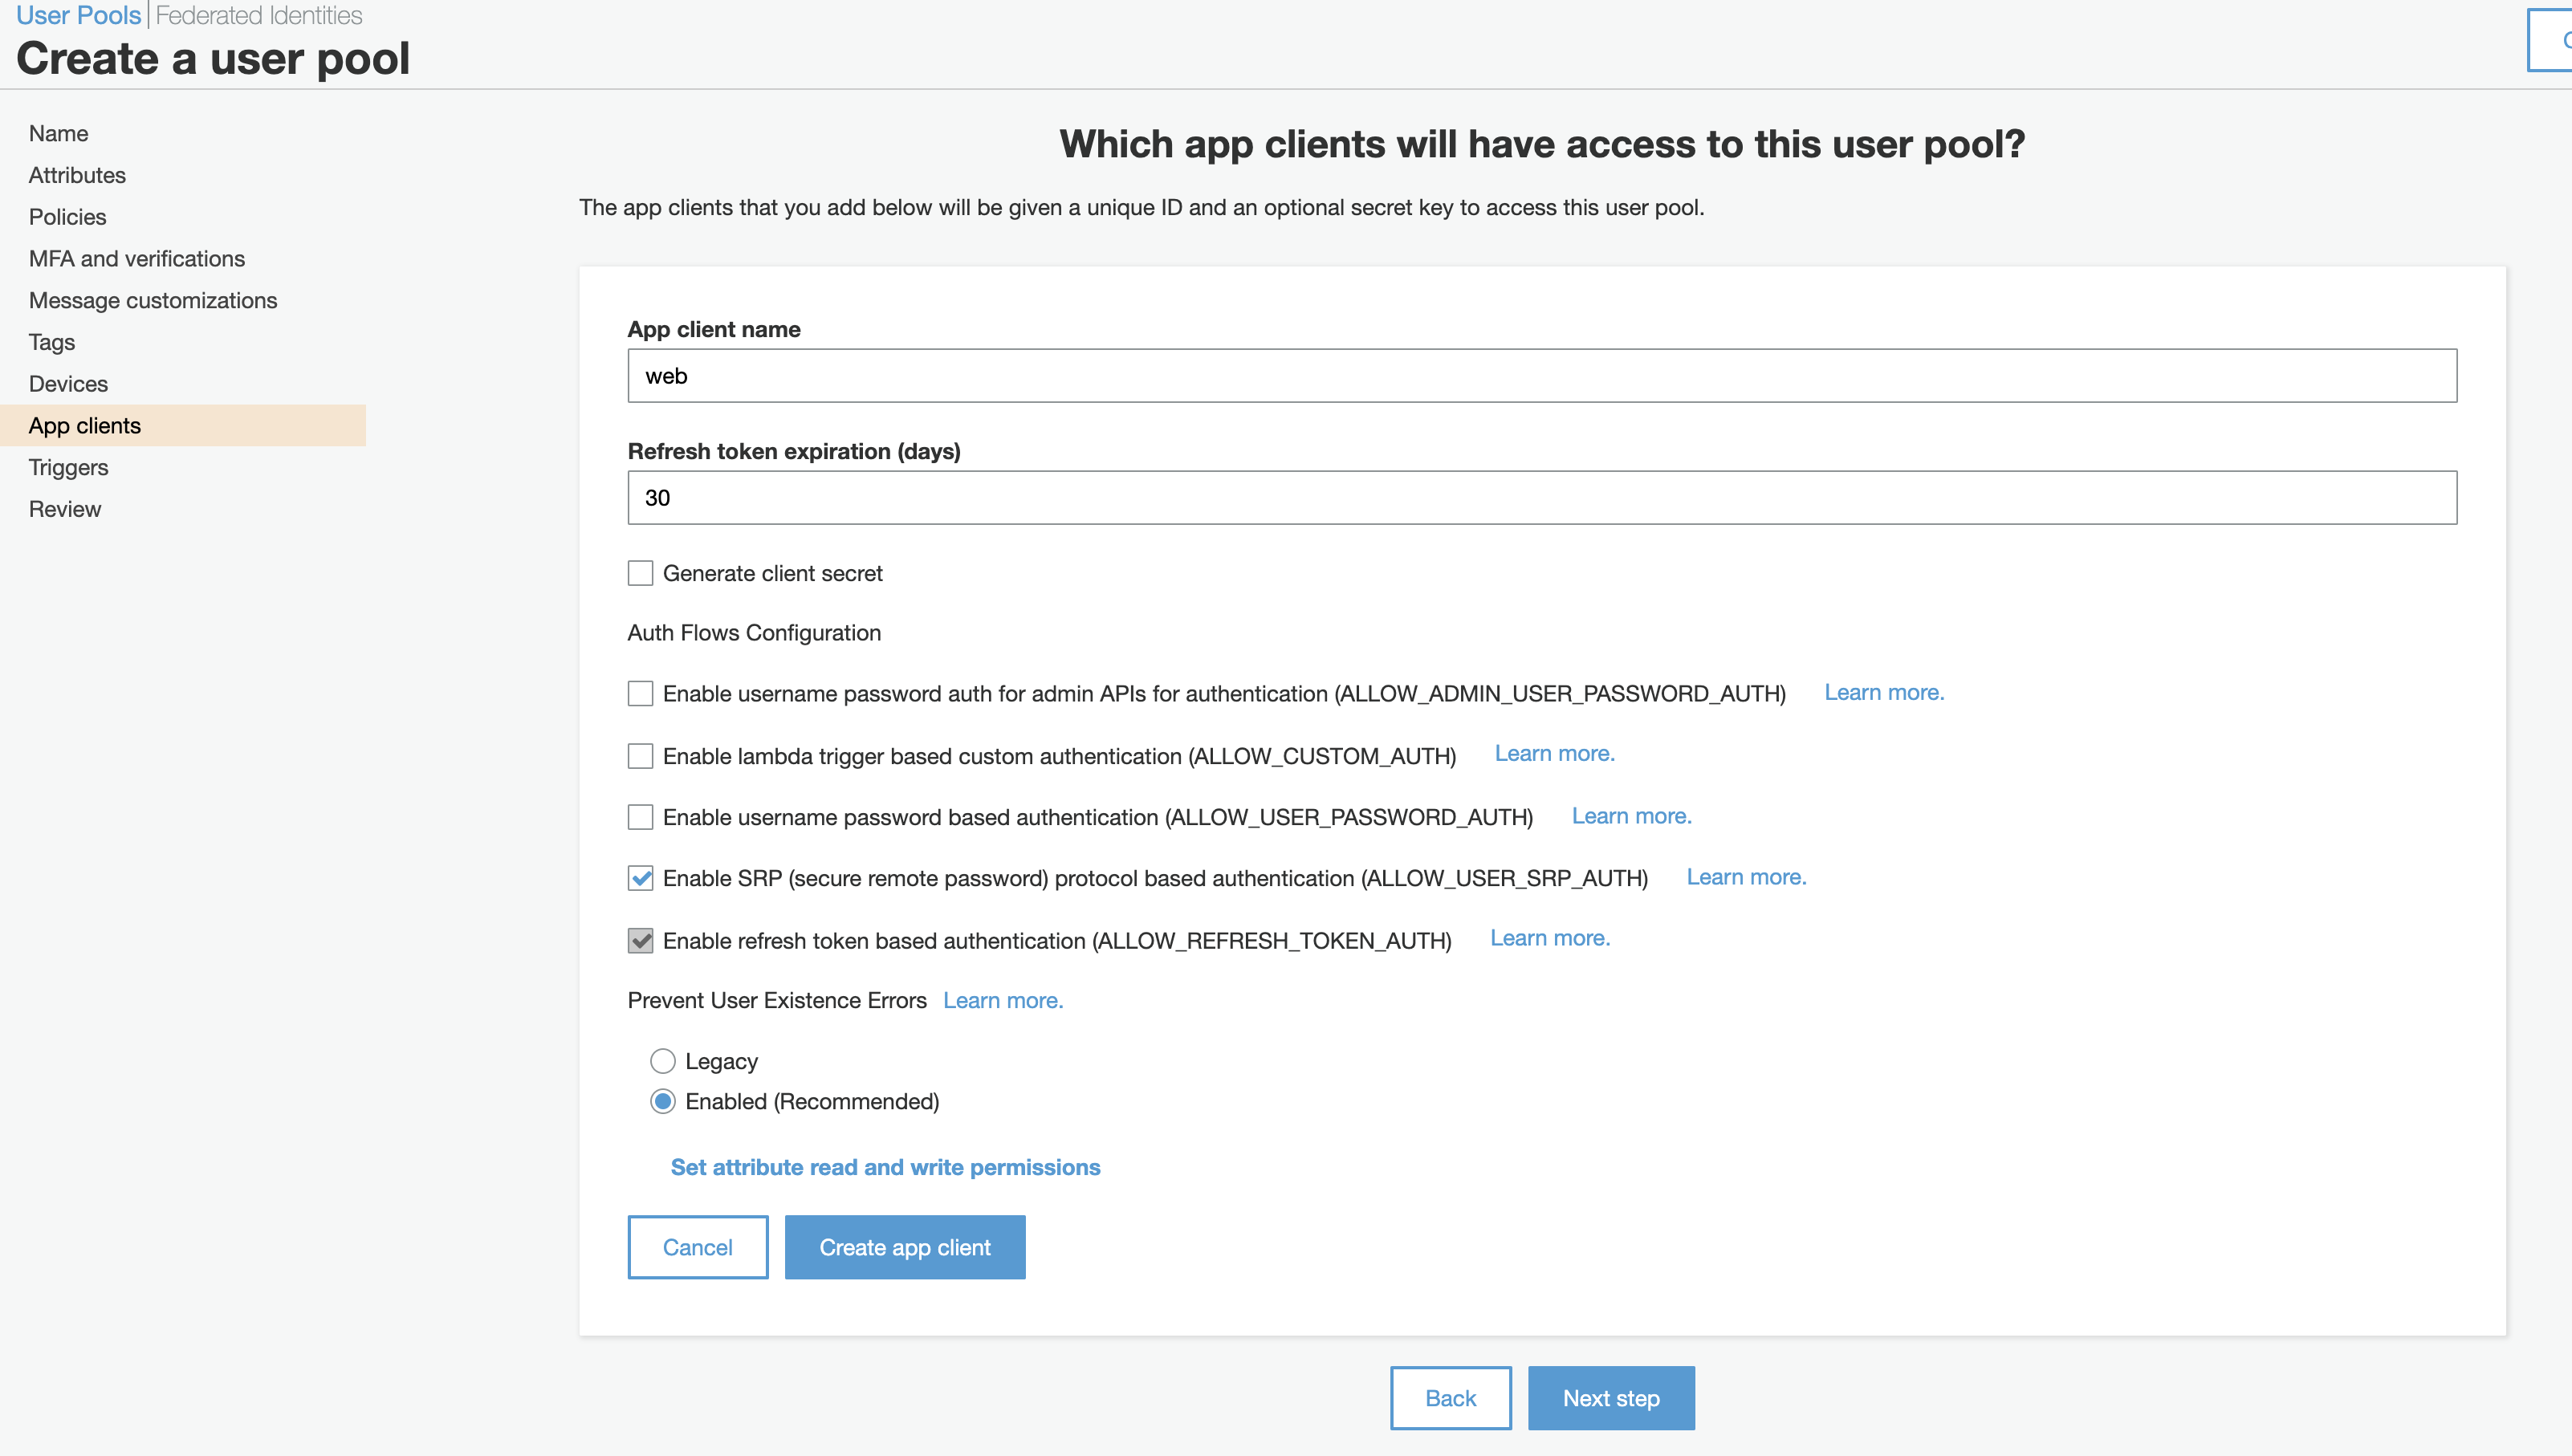 User Pools | Federated Identities
Create a user pool
Name
Attributes
Policies
MFA and verifications
Message customizations
Tags
Devices
App clients
Triggers
Review
Which app clients will have access to this user pool?
The app clients that you add below will be given a unique ID and an optional secret key to access this user pool.
App client name
web
Refresh token expiration (days)
30
Generate client secret
Auth Flows Configuration
Enable username password auth for admin APIs for authentication (ALLOW_ADMIN_USER_PASSWORD_AUTH) Learn more.
Enable lambda trigger based custom authentication (ALLOW_CUSTOM_AUTH) Learn more.
Enable username password based authentication (ALLOW_USER_PASSWORD_AUTH) Learn more.
Enable SRP (secure remote password) protocol based authentication (ALLOW_USER_SRP_AUTH) Learn more.
Enable refresh token based authentication (ALLOW_REFRESH_TOKEN_AUTH) Learn more.
Prevent User Existence Errors Learn more.
Legacy
Enabled (Recommended)
Set attribute read and write permissions
Cancel Create app client
Back Next step